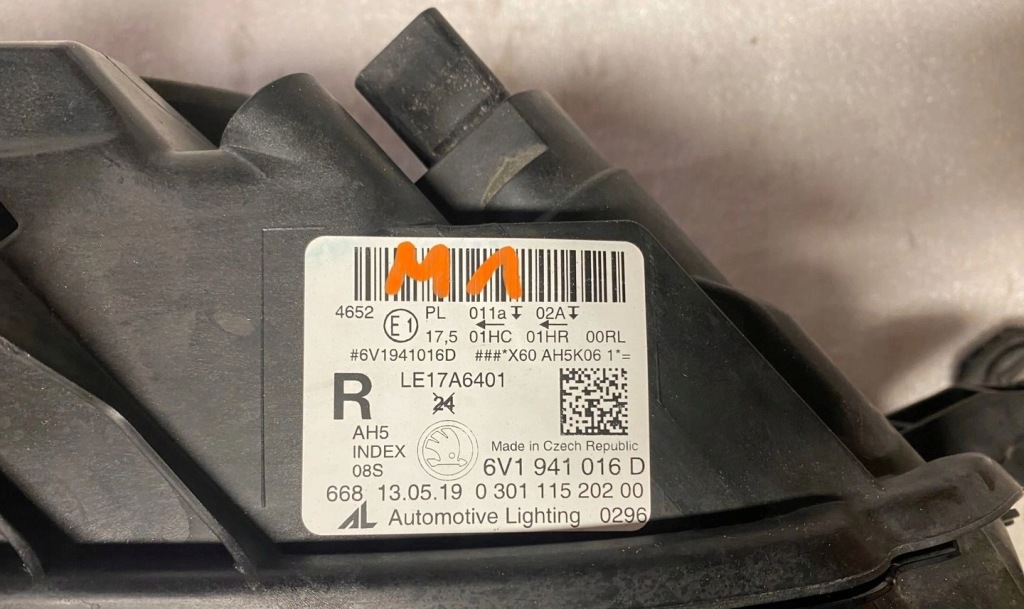 M 1
4652 E1 PL 011a 02A
17,5 01HC 01HR 00RL
#6V1941016D ###*X60 AH5K06 1*=
R LE17A6401
24
AH5
INDEX
08S
Made in Czech Republic
6V1 941 016 D
668 13.05.19 0 301 115 202 00
AL Automotive Lighting 0296